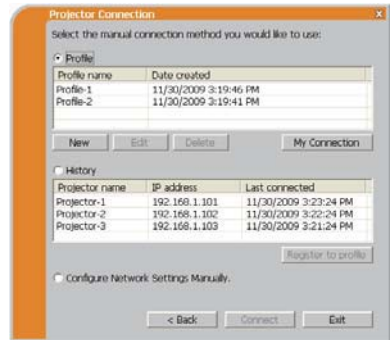 Projector Connection X
Select the manual connection method you would like to use:
Profile
Profile name Date created
Profile-1 11/30/2009 3:19:46 PM
Profile-2 11/30/2009 3:19:41 PM
New Edit Delete My Connection
History
Projector name IP address Last connected
Projector-1 192.168.1.101 11/30/2009 3:23:24 PM
Projector-2 192.168.1.102 11/30/2009 3:22:24 PM
Projector-3 192.168.1.103 11/30/2009 3:21:24 PM
Register to profile
Configure Network Settings Manually.
< Back Connect Exit